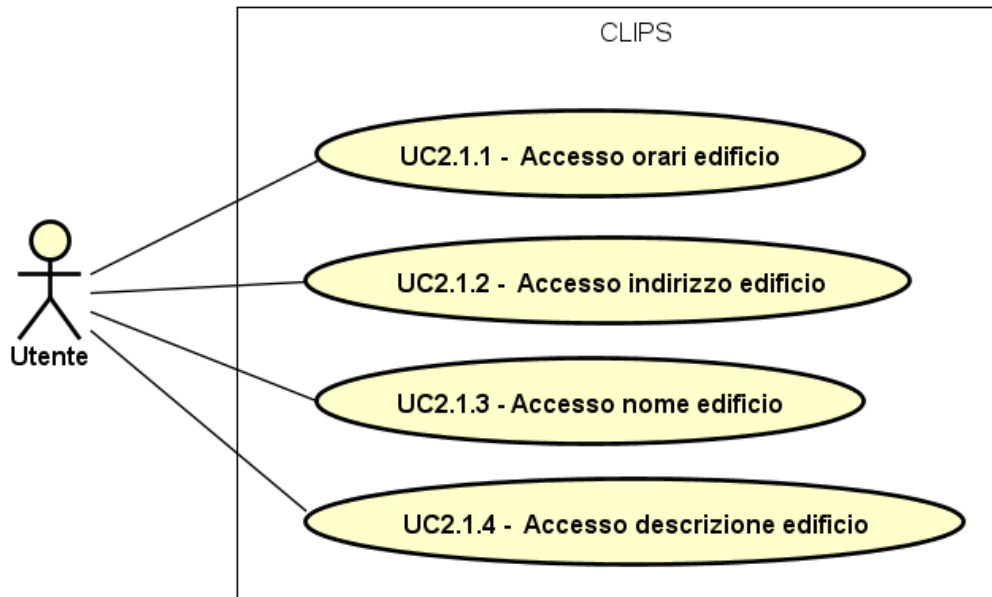 CLIPS
UC2.1.1 - Accesso orari edificio
UC2.1.2 - Accesso indirizzo edificio
Utente
UC2.1.3 - Accesso nome edificio
UC2.1.4 - Accesso descrizione edificio